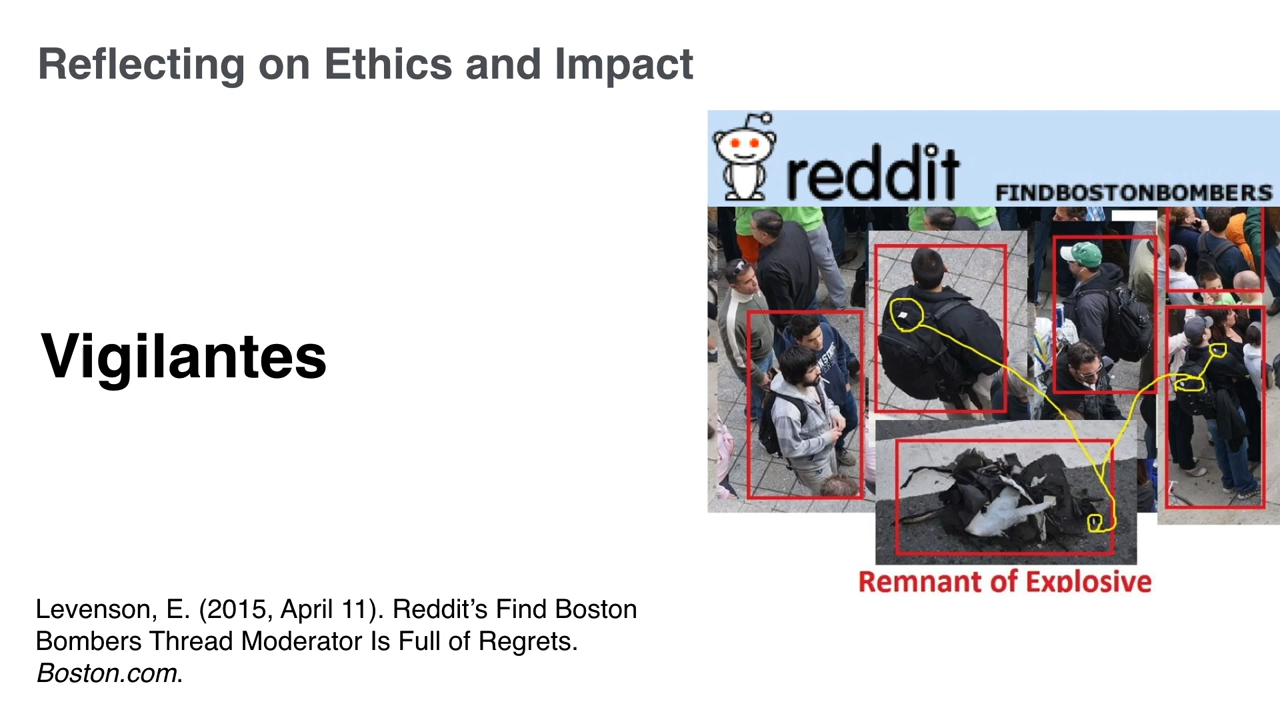 Reflecting on Ethics and Impact
reddit FINDBOSTONBOMBERS
Vigilantes
Remnant of Explosive
Levenson, E. (2015, April 11). Reddit’s Find Boston
Bombers Thread Moderator Is Full of Regrets.
Boston.com.